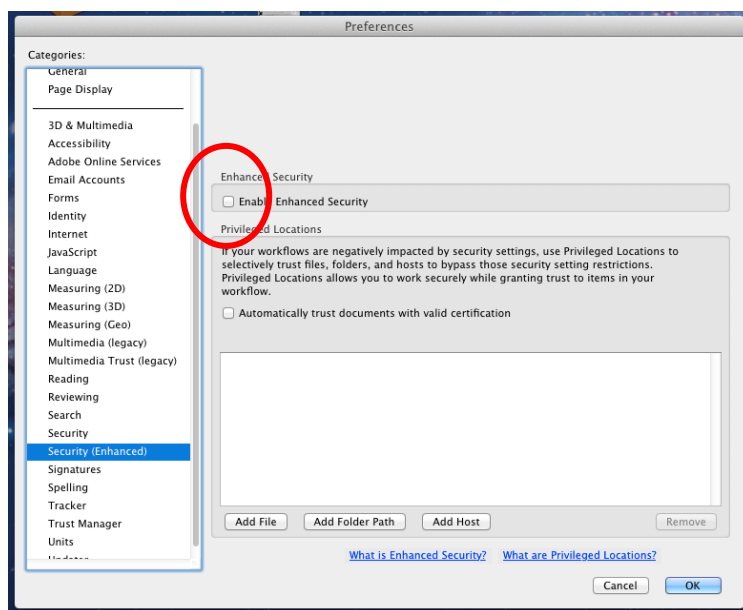 Preferences
Categories:
General
Page Display
3D & Multimedia
Accessibility
Adobe Online Services
Email Accounts
Forms
Identity
Internet
JavaScript
Language
Measuring (2D)
Measuring (3D)
Measuring (Geo)
Multimedia (legacy)
Multimedia Trust (legacy)
Reading
Reviewing
Search
Security
Security (Enhanced)
Signatures
Spelling
Tracker
Trust Manager
Units
Updater
Enhanced Security
Enable Enhanced Security
Privileged Locations
If your workflows are negatively impacted by security settings, use Privileged Locations to
selectively trust files, folders, and hosts to bypass those security setting restrictions.
Privileged Locations allows you to work securely while granting trust to items in your
workflow.
Automatically trust documents with valid certification
Add File Add Folder Path Add Host Remove
What is Enhanced Security? What are Privileged Locations?
Cancel OK